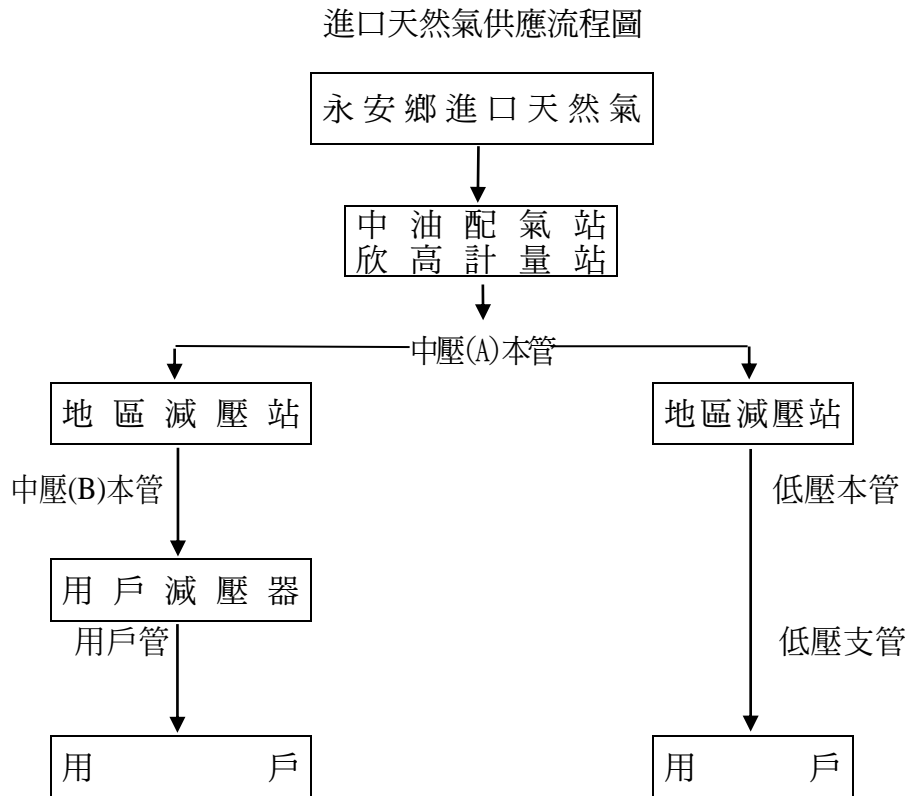 進口天然氣供應流程圖
永安鄉進口天然氣
中油配氣站
欣高計量站
中壓(A)本管
地區減壓站
地區減壓站
中壓(B)本管
低壓本管
用戶減壓器
用戶管
低壓支管
用戶
用戶